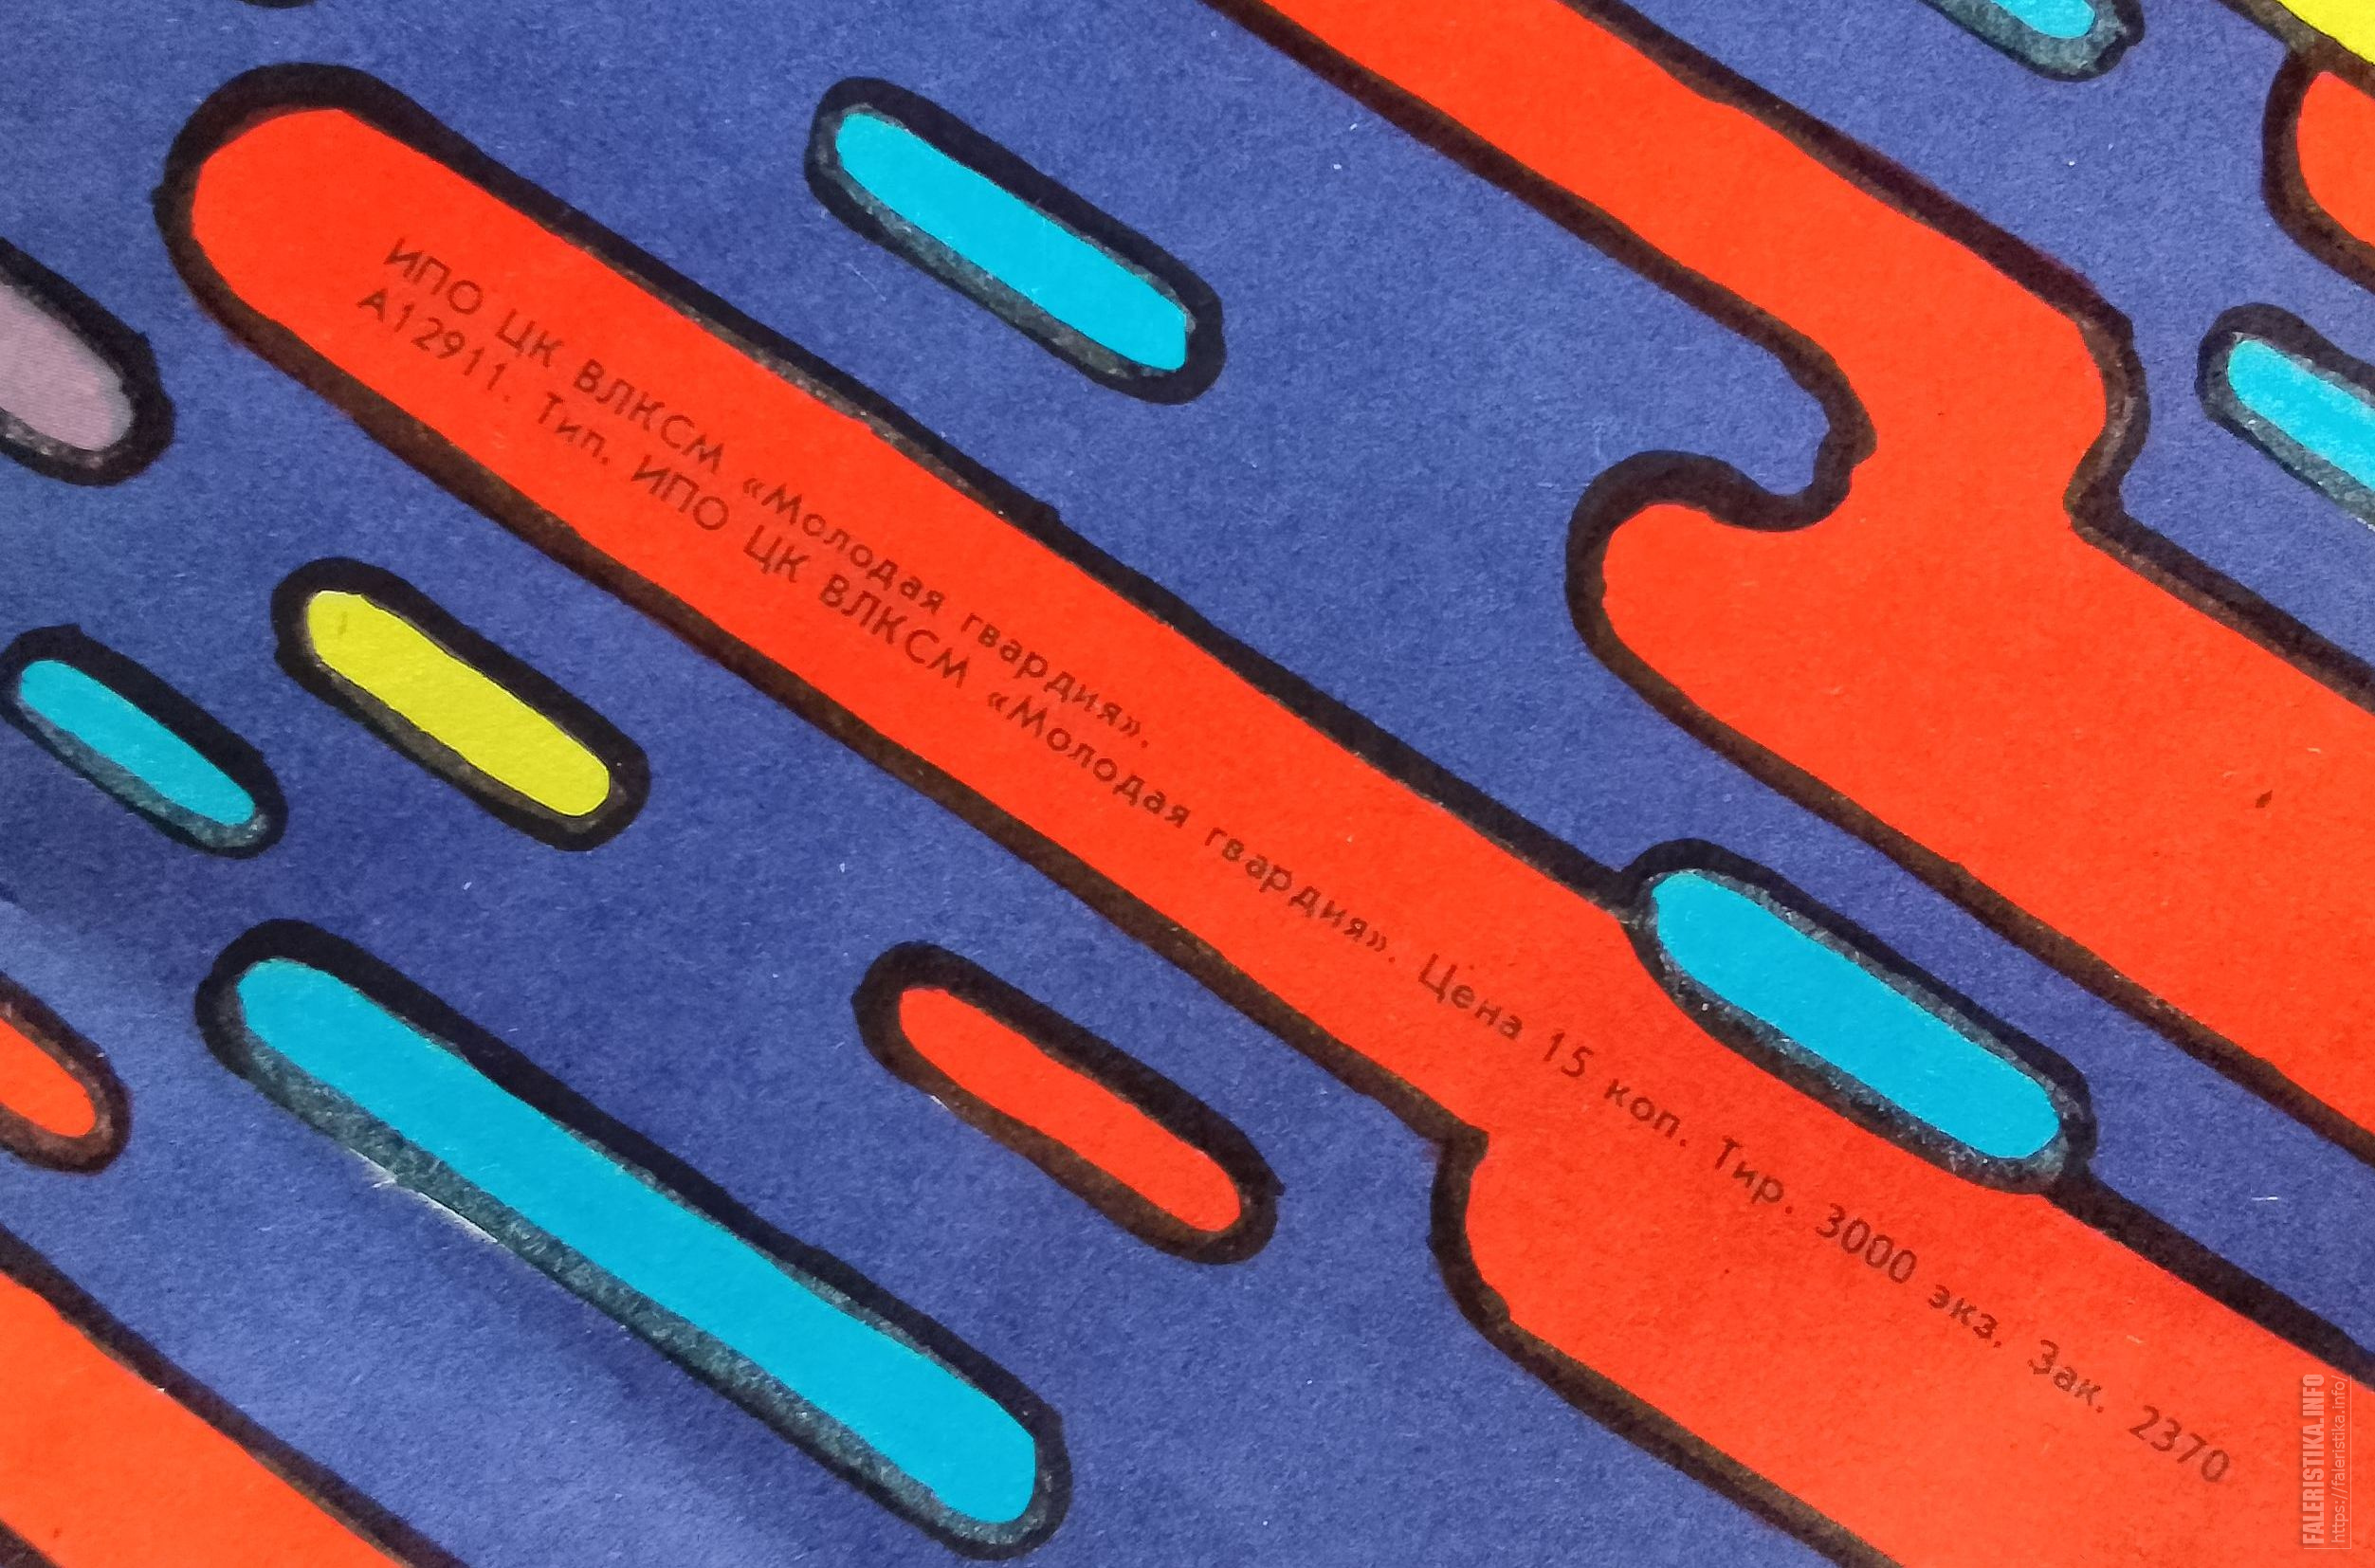 ИПО ЦК ВЛКСМ «Молодая гвардия».
А12911. Тип. ИПО ЦК ВЛКСМ «Молодая гвардия». Цена 15 коп. Тир. 3000 экз. Зак. 2370
FALERISTIKA.INFO
https://faleristika.info/